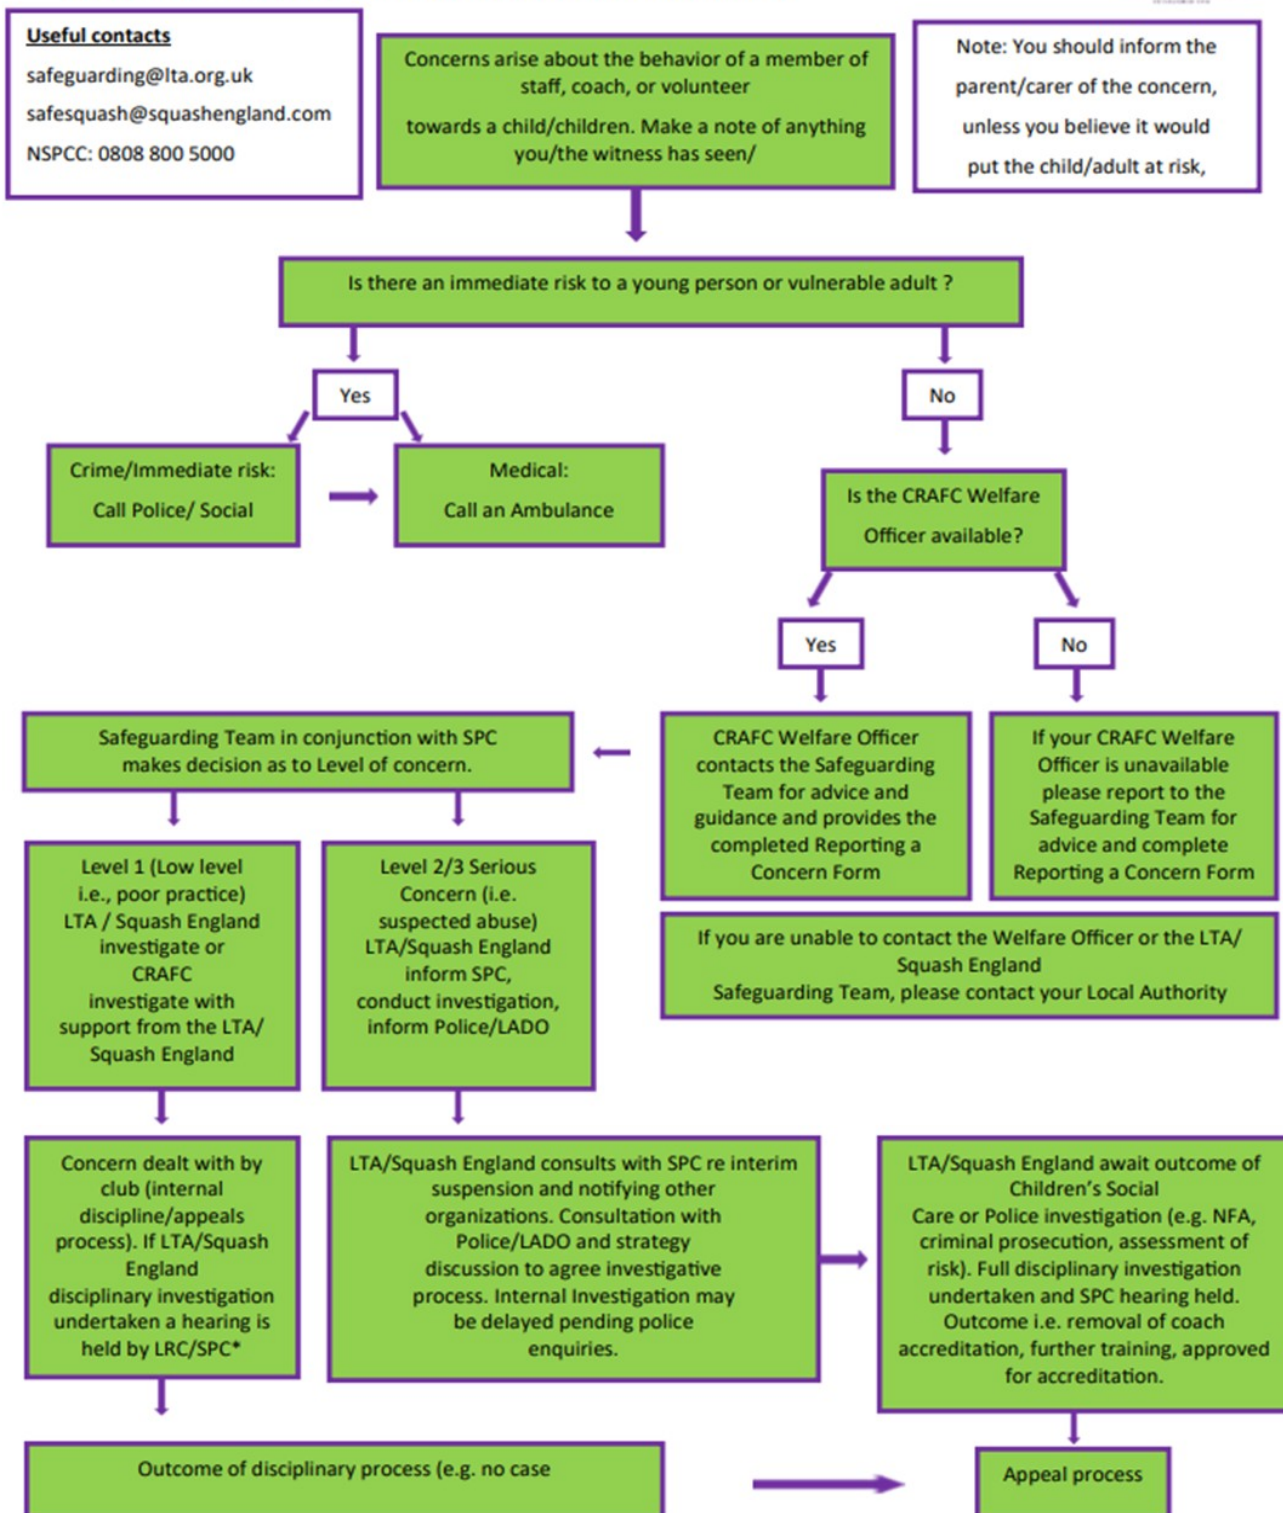 Useful contacts
safeguarding@lta.org.uk
safesquash@squashengland.com
NSPCC: 0808 800 5000
Concerns arise about the behavior of a member of
staff, coach, or volunteer
towards a child/children. Make a note of anything
you/the witness has seen/
Note: You should inform the
parent/carer of the concern,
unless you believe it would
put the child/adult at risk,
Is there an immediate risk to a young person or vulnerable adult ?
Yes
No
Crime/Immediate risk:
Call Police/ Social
Medical:
Call an Ambulance
Is the CRAFC Welfare
Officer available?
Yes
No
Safeguarding Team in conjunction with SPC
makes decision as to Level of concern.
CRAFC Welfare Officer
contacts the Safeguarding
Team for advice and
guidance and provides the
completed Reporting a
Concern Form
If your CRAFC Welfare
Officer is unavailable
please report to the
Safeguarding Team for
advice and complete
Reporting a Concern Form
Level 1 (Low level
i.e., poor practice)
LTA / Squash England
investigate or
CRAFC
investigate with
support from the LTA/
Squash England
Level 2/3 Serious
Concern (i.e.
suspected abuse)
LTA/Squash England
inform SPC,
conduct investigation,
inform Police/LADO
If you are unable to contact the Welfare Officer or the LTA/
Squash England
Safeguarding Team, please contact your Local Authority
Concern dealt with by
club (internal
discipline/appeals
process). If LTA/Squash
England
disciplinary investigation
undertaken a hearing is
held by LRC/SPC*
LTA/Squash England consults with SPC re interim
suspension and notifying other
organizations. Consultation with
Police/LADO and strategy
discussion to agree investigative
process. Internal Investigation may
be delayed pending police
enquiries.
LTA/Squash England await outcome of
Children's Social
Care or Police investigation (e.g. NFA,
criminal prosecution, assessment of
risk). Full disciplinary investigation
undertaken and SPC hearing held.
Outcome i.e. removal of coach
accreditation, further training, approved
for accreditation.
Outcome of disciplinary process (e.g. no case
Appeal process